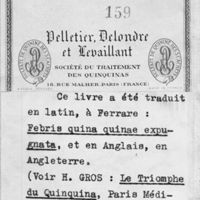 159
Pelletier, Delondre
et Levaillant
SOCIÉTÉ DU TRAITEMENT
DES QUINQUINAS
18, RUE MALHER, PARIS (FRANCE)
Ce livre a été traduit
en latin, à Ferrare :
Febris quina quinae expu-
gnata, et en Anglais, en
Angleterre.
(Voir H. GROS : Le Triomphe
du Quinquina, Paris Médi-